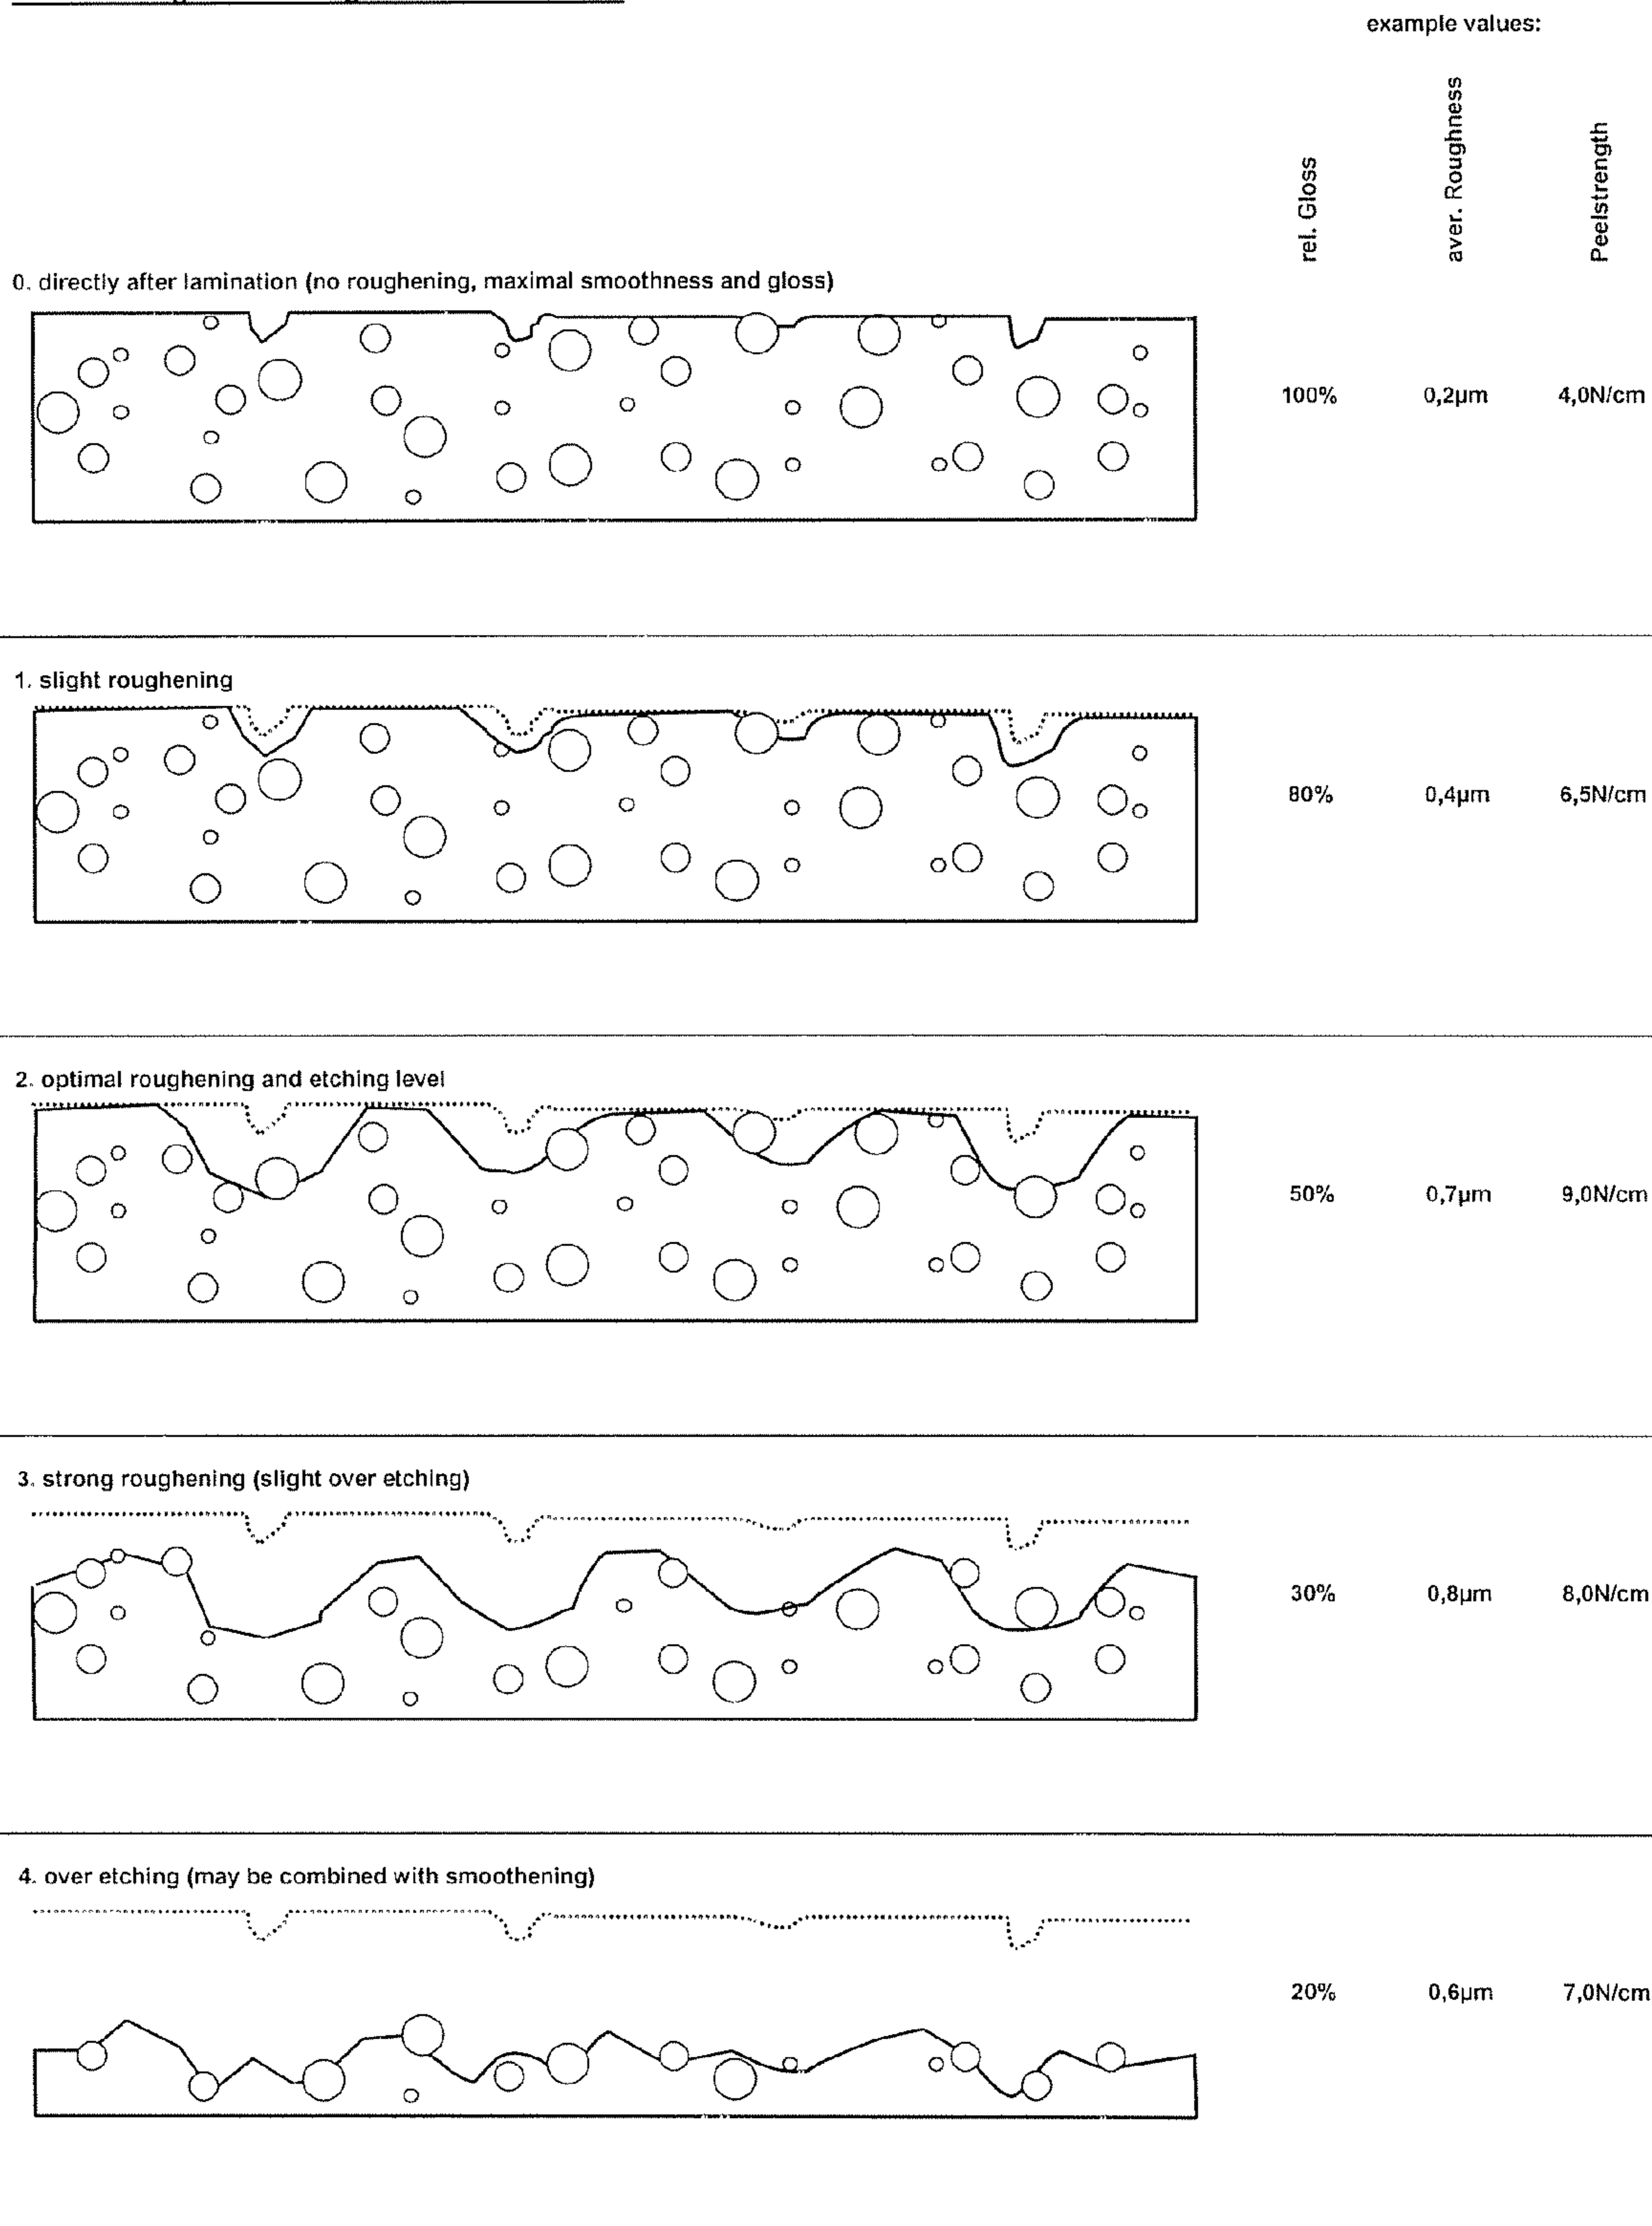 example values:
rel. Gloss
aver. Roughness
Peelstrength
0. directly after lamination (no roughening, maximal smoothness and gloss)
100% 0,2µm 4,0N/cm
1. slight roughening
80% 0,4µm 6,5N/cm
2. optimal roughening and etching level
50% 0,7µm 9,0N/cm
3. strong roughening (slight over etching)
30% 0,8µm 8,0N/cm
4. over etching (may be combined with smoothening)
20% 0,6µm 7,0N/cm